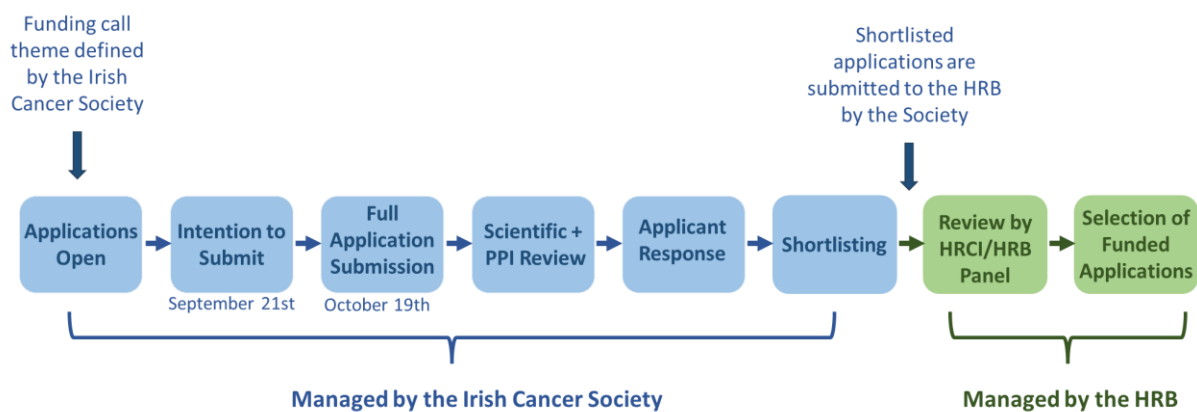 Funding call
theme defined
by the Irish
Cancer Society
Shortlisted
applications are
submitted to the HRB
by the Society
Applications
Open
Intention to
Submit
September 21st
Full
Application
Submission
October 19th
Scientific +
PPI Review
Applicant
Response
Shortlisting
Review by
HRCI/HRB
Panel
Selection of
Funded
Applications
Managed by the Irish Cancer Society
Managed by the HRB